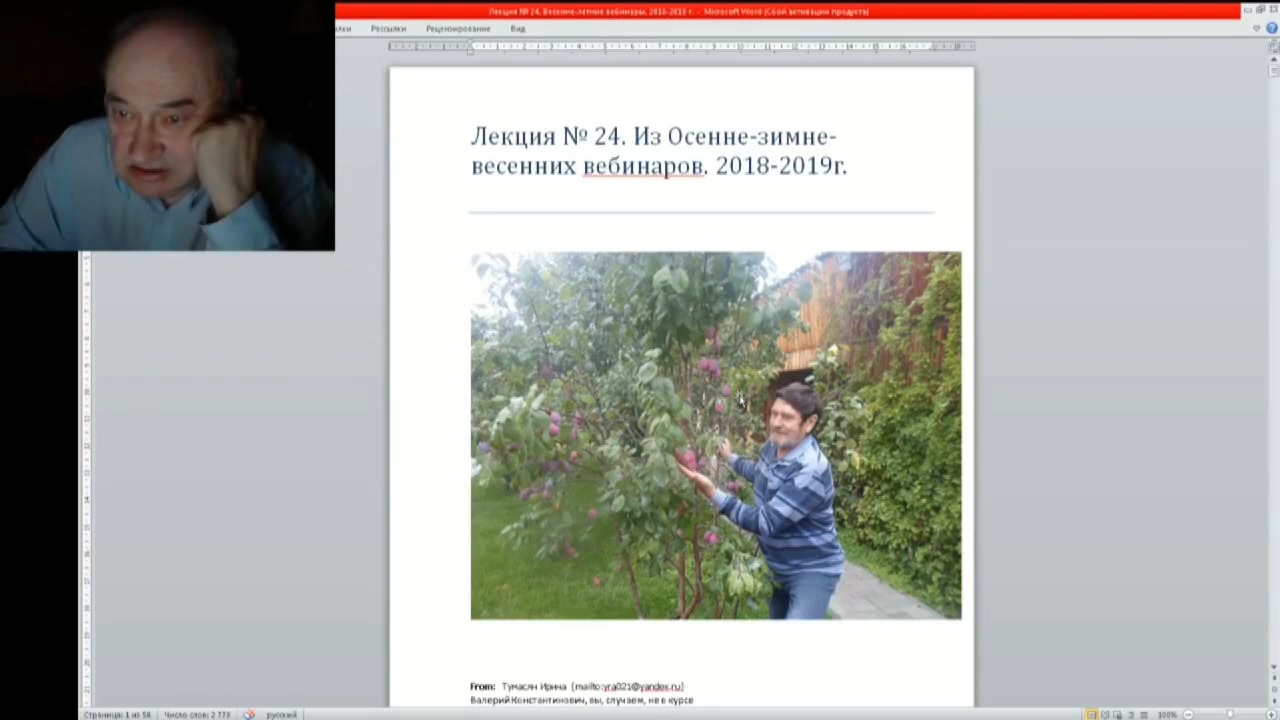 Лекция № 24. Весенне-летние вебинары. 2018-2019 г. - Microsoft Word (Сбой активации продукта)
Рассылки Рецензирование Вид
Лекция № 24. Из Осенне-зимне-
весенних вебинаров. 2018-2019г.
From: Тумасян Ирина [mailto:yra021@yandex.ru]
Валерий Константинович, вы, случаем, не в курсе
Страница: 1 из 58 Число слов: 2 779 русский 100%